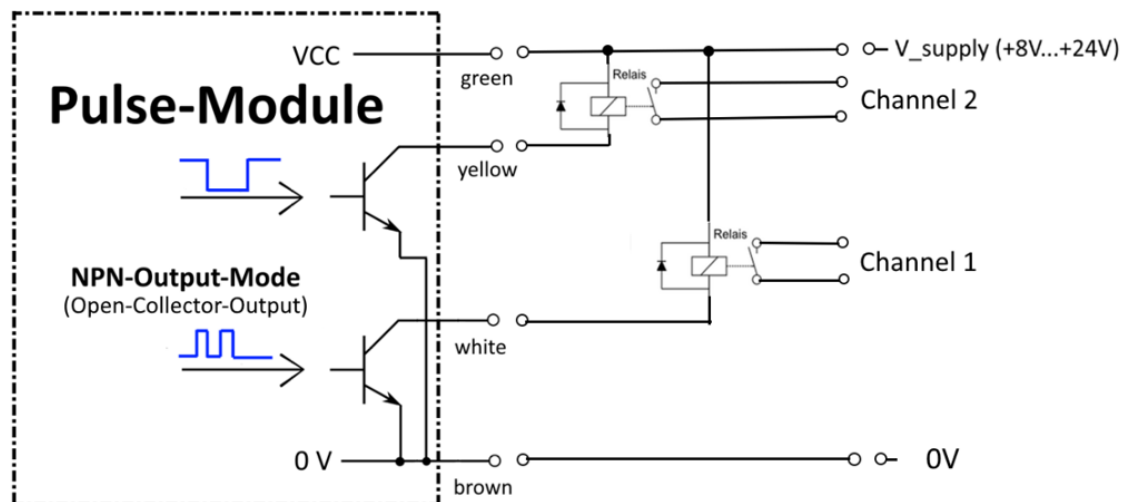 VCC
green
V_supply (+8V...+24V)
Relais
Channel 2
Pulse-Module
yellow
Relais
Channel 1
NPN-Output-Mode
(Open-Collector-Output)
white
0 V
0V
brown